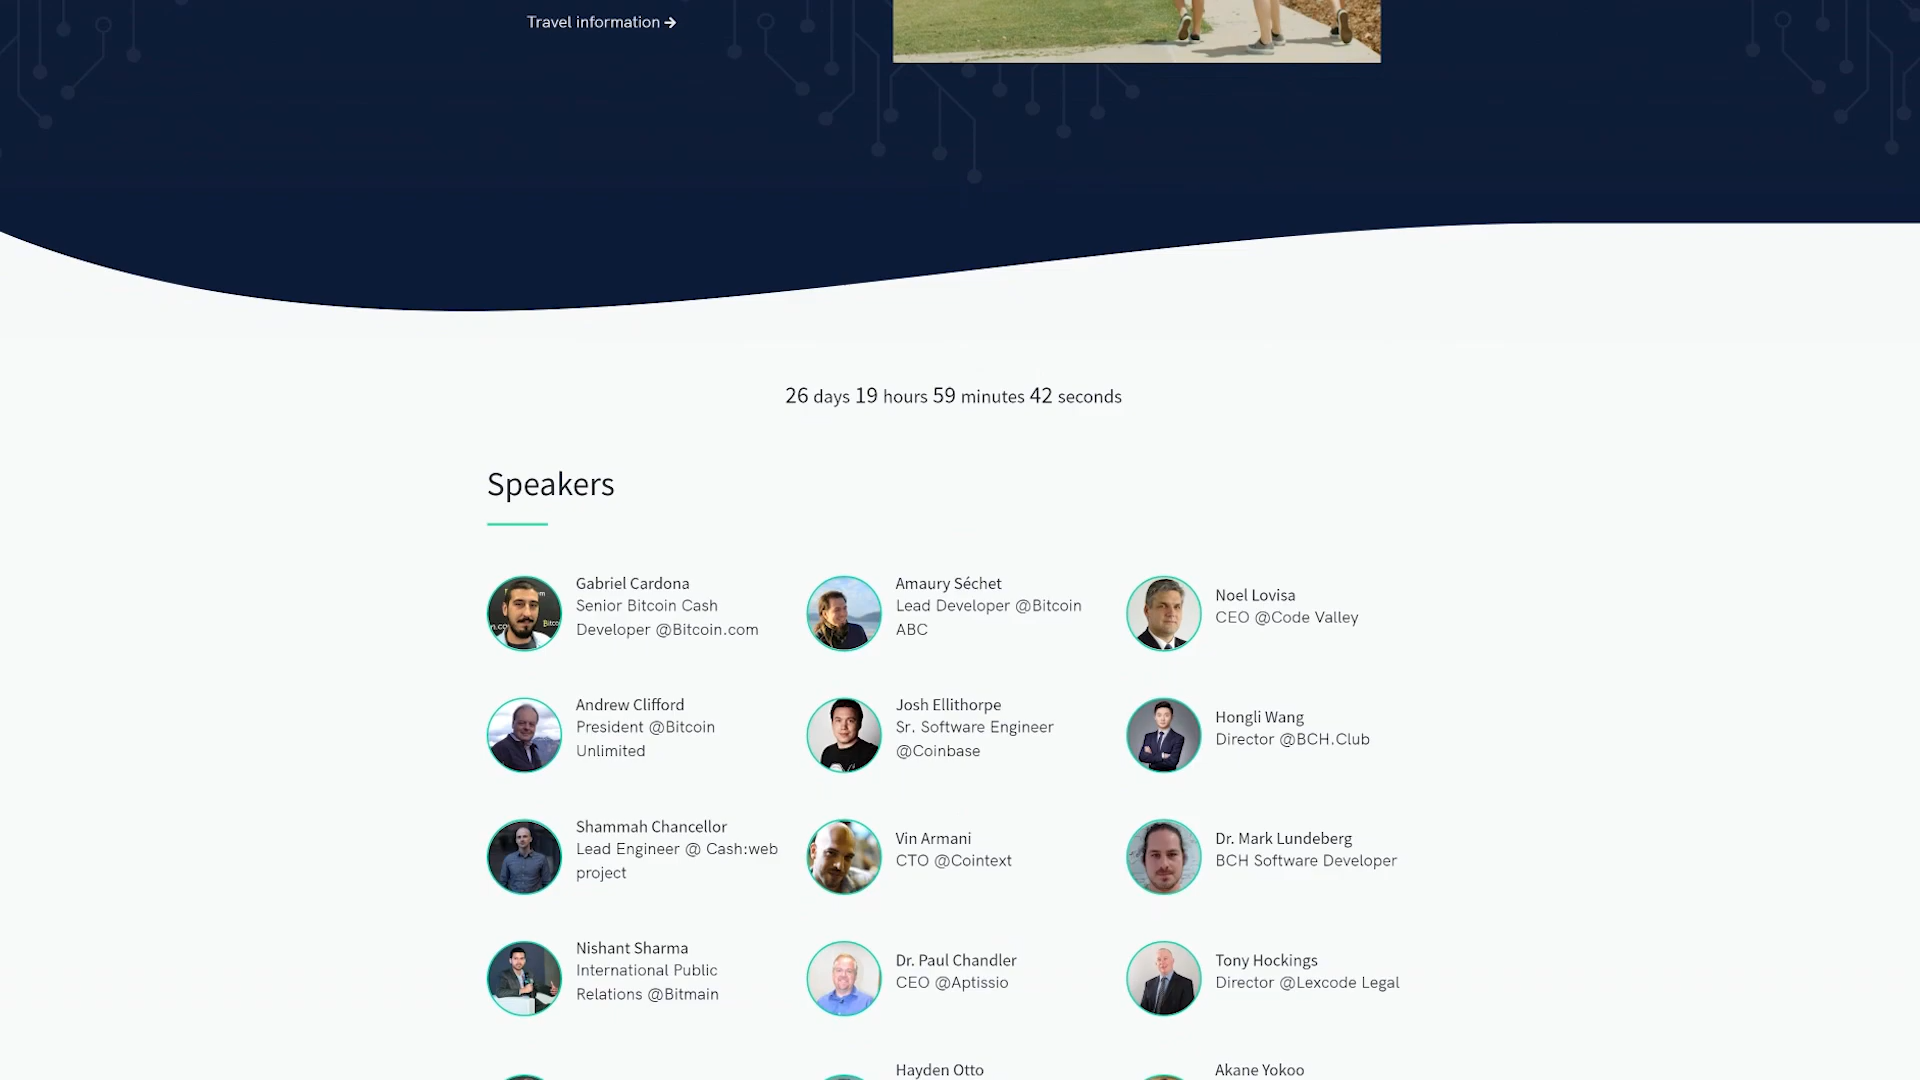 Travel information →
26 days 19 hours 59 minutes 42 seconds
Speakers
Gabriel Cardona
Senior Bitcoin Cash
Developer @Bitcoin.com
Amaury Séchet
Lead Developer @Bitcoin
ABC
Noel Lovisa
CEO @Code Valley
Andrew Clifford
President @Bitcoin
Unlimited
Josh Ellithorpe
Sr. Software Engineer
@Coinbase
Hongli Wang
Director @BCH.Club
Shammah Chancellor
Lead Engineer @ Cash:web
project
Vin Armani
CTO @Cointext
Dr. Mark Lundeberg
BCH Software Developer
Nishant Sharma
International Public
Relations @Bitmain
Dr. Paul Chandler
CEO @Aptissio
Tony Hockings
Director @Lexcode Legal
Hayden Otto
Akane Yokoo